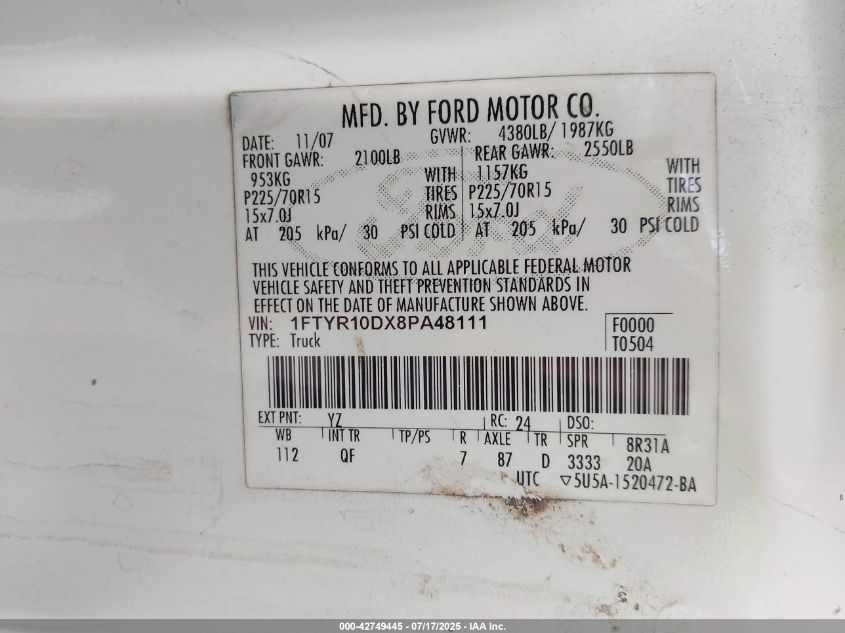 MFD. BY FORD MOTOR CO.
DATE: 11/07 GVWR: 4380LB/ 1987KG
FRONT GAWR: 2100LB REAR GAWR: 2550LB
953KG WITH 1157KG WITH
P225/70R15 TIRES P225/70R15 TIRES
15x7.0J RIMS 15x7.0J RIMS
AT 205 kPa/ 30 PSI COLD AT 205 kPa/ 30 PSI COLD
THIS VEHICLE CONFORMS TO ALL APPLICABLE FEDERAL MOTOR
VEHICLE SAFETY AND THEFT PREVENTION STANDARDS IN
EFFECT ON THE DATE OF MANUFACTURE SHOWN ABOVE.
VIN: 1FTYR10DX8PA48111 F0000
TYPE: Truck T0504
EXT PNT: YZ RC: 24 DSO:
WB INT TR TP/PS R AXLE TR SPR 8R31A
112 QF 7 87 D 3333 20A
UTC ▽5U5A-1520472-BA
000-42749445 - 07/17/2025 - IAA Inc.